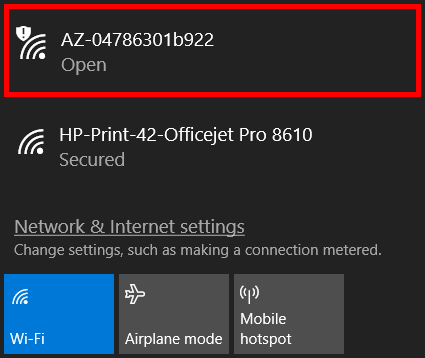 AZ-04786301b922
Open
HP-Print-42-Officejet Pro 8610
Secured
Network & Internet settings
Change settings, such as making a connection metered.
Wi-Fi
Airplane mode
Mobile
hotspot